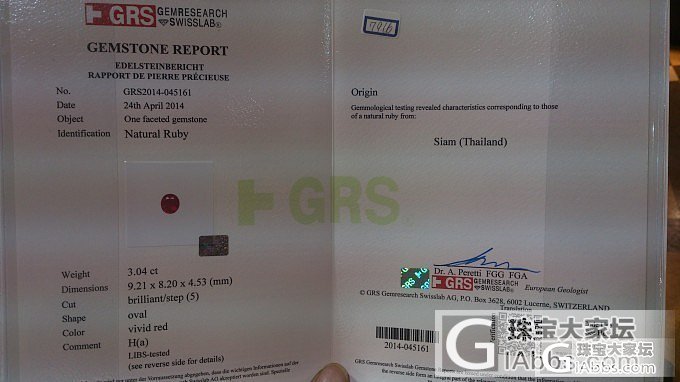 GRS GEMRESEARCH SWISSLAB®
GEMSTONE REPORT
EDELSTEINBERICHT
RAPPORT DE PIERRE PRÉCIEUSE
No. GRS2014-045161
Date 24th April 2014
Object One faceted gemstone
Identification Natural Ruby
Weight 3.04 ct
Dimensions 9.21 x 8.20 x 4.53 (mm)
Cut brilliant/step (5)
Shape oval
Color vivid red
Comment H(a)
LIBS-tested
(see reverse side for details)
GRS
Origin
Gemmological testing revealed characteristics corresponding to those
of a natural ruby from:
Siam (Thailand)
Dr. A. Peretti FGG FGA
GRS GEMRESEARCH SWISSLAB
European Geologist
© GRS Gemresearch Swisslab AG, P.O. Box 3628, 6002 Lucerne, SWITZERLAND
2014-045161
珠宝大家坛